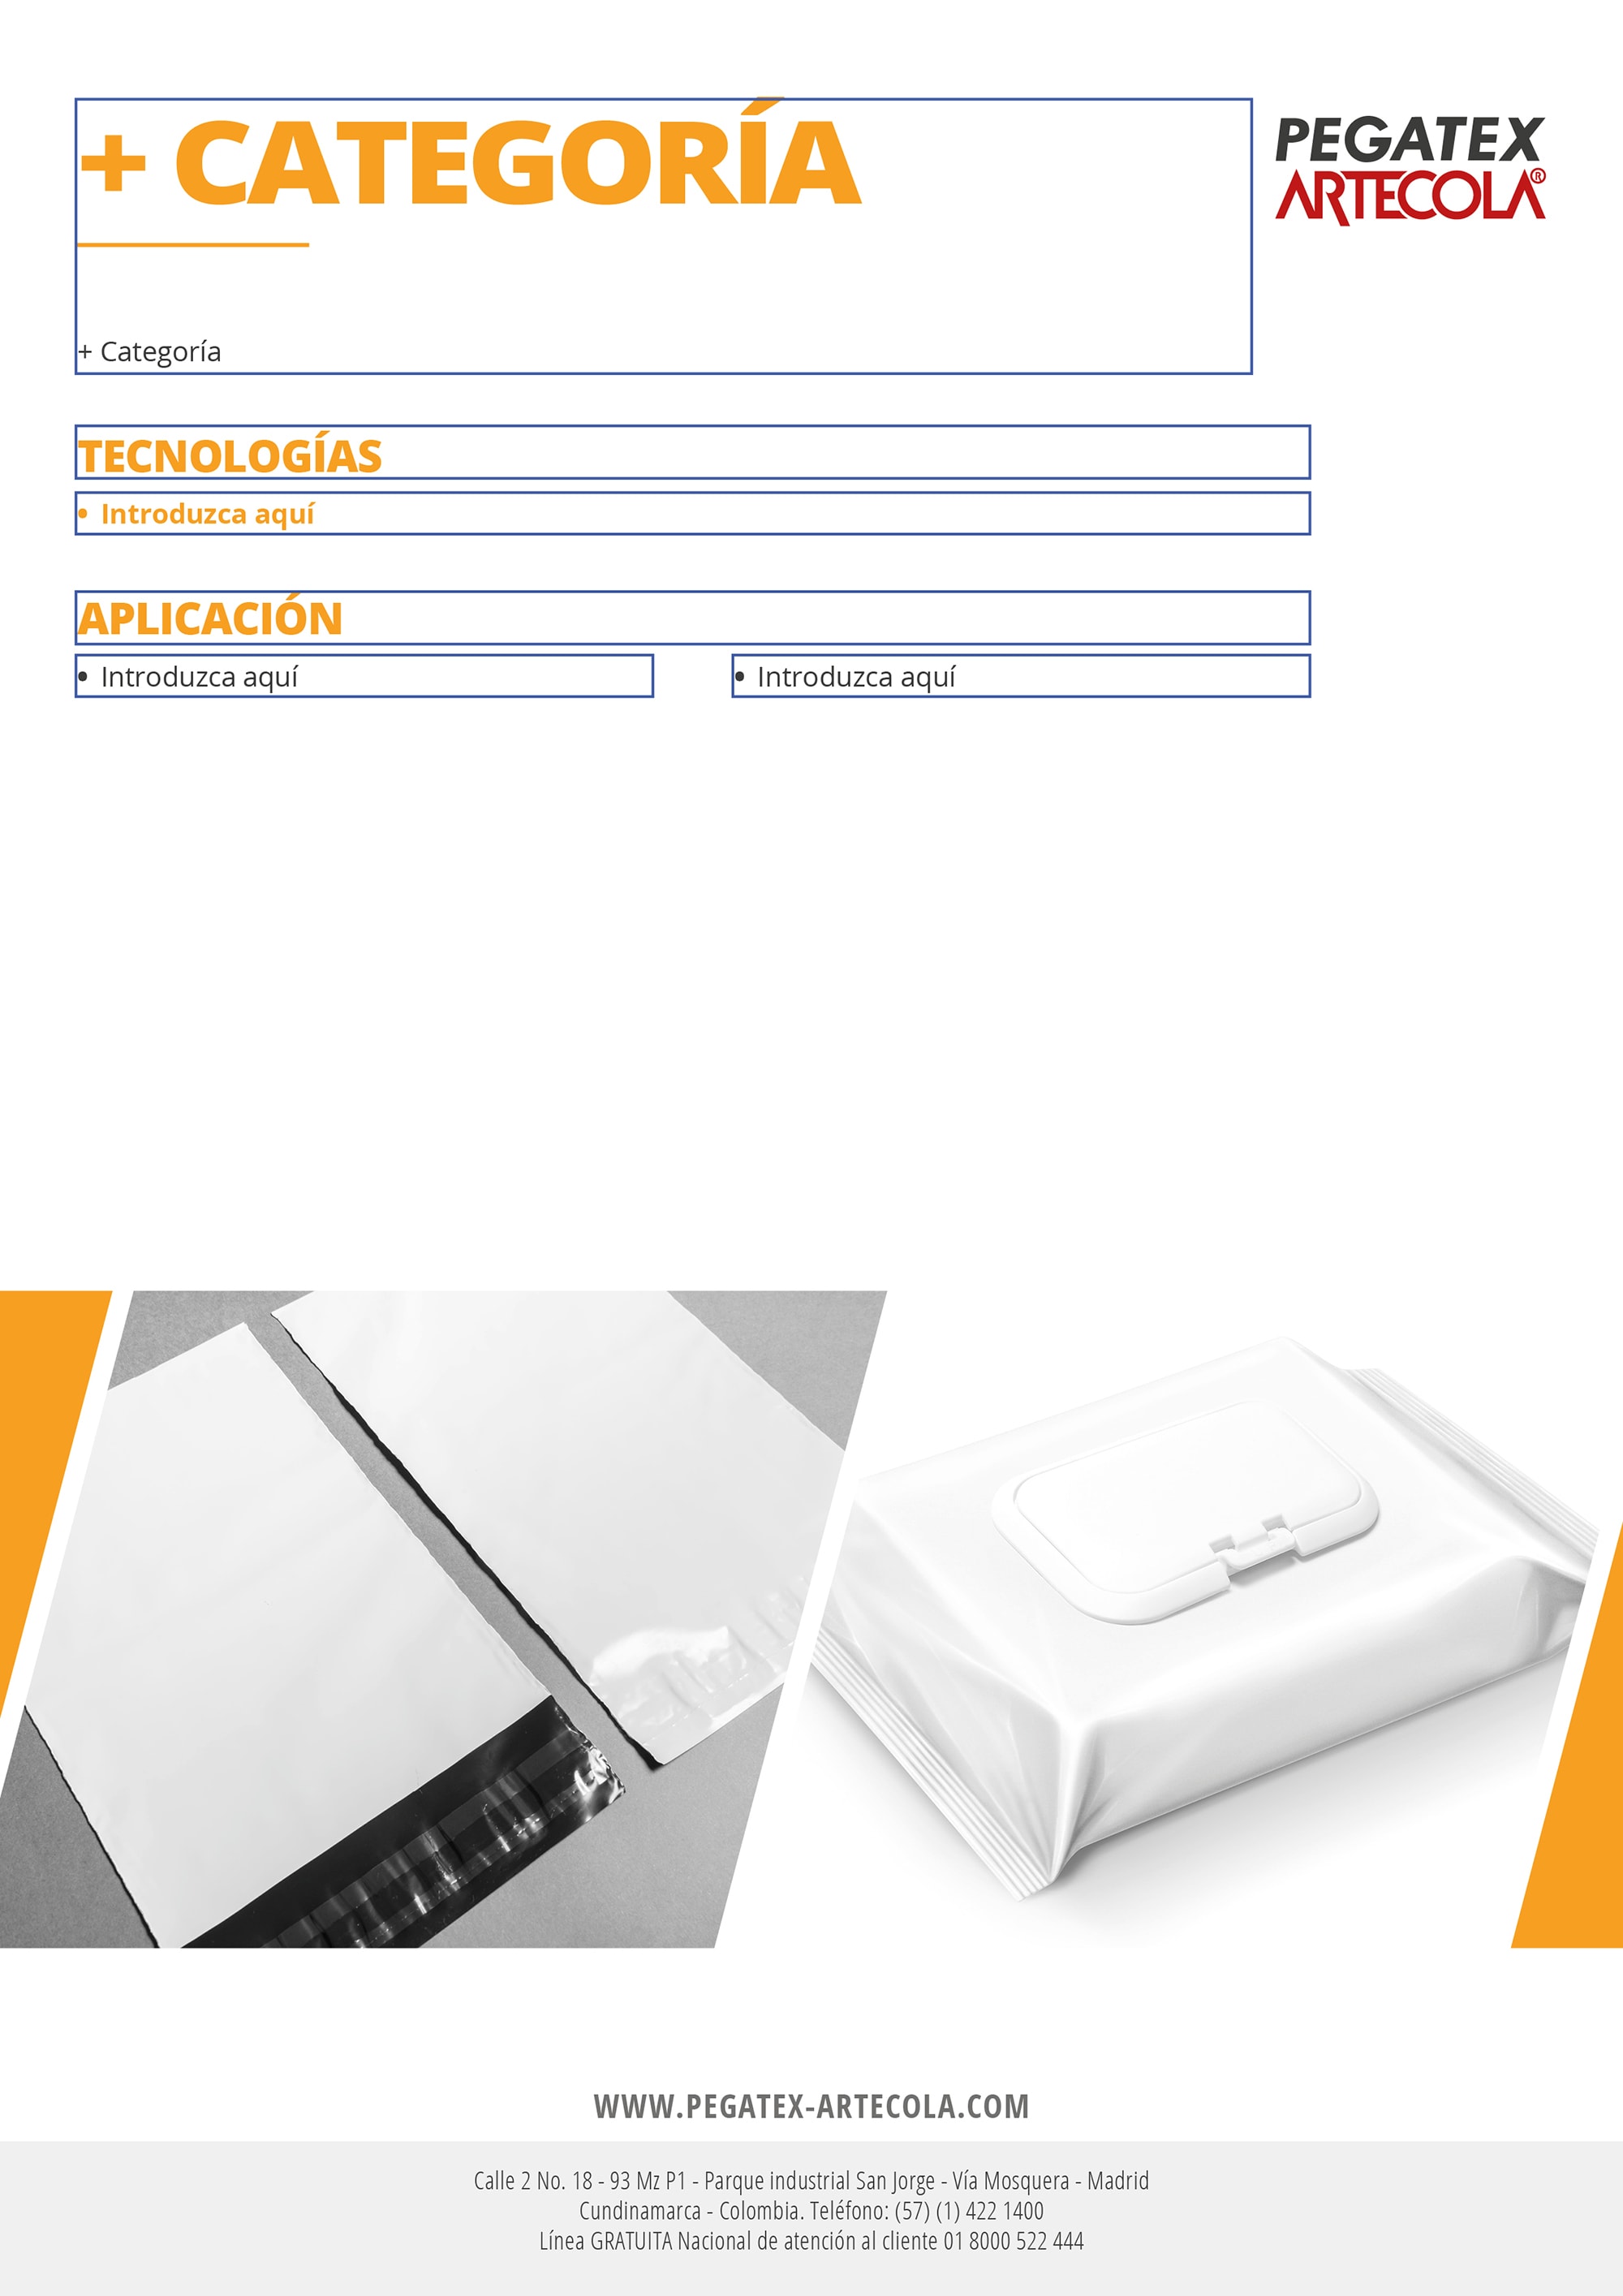 + CATEGORÍA
PEGATEX
ARTECOLA®
+ Categoría
TECNOLOGÍAS
• Introduzca aquí
APLICACIÓN
• Introduzca aquí
• Introduzca aquí
WWW.PEGATEX-ARTECOLA.COM
Calle 2 No. 18 - 93 Mz P1 - Parque industrial San Jorge - Vía Mosquera - Madrid
Cundinamarca - Colombia. Teléfono: (57) (1) 422 1400
Línea GRATUITA Nacional de atención al cliente 01 8000 522 444